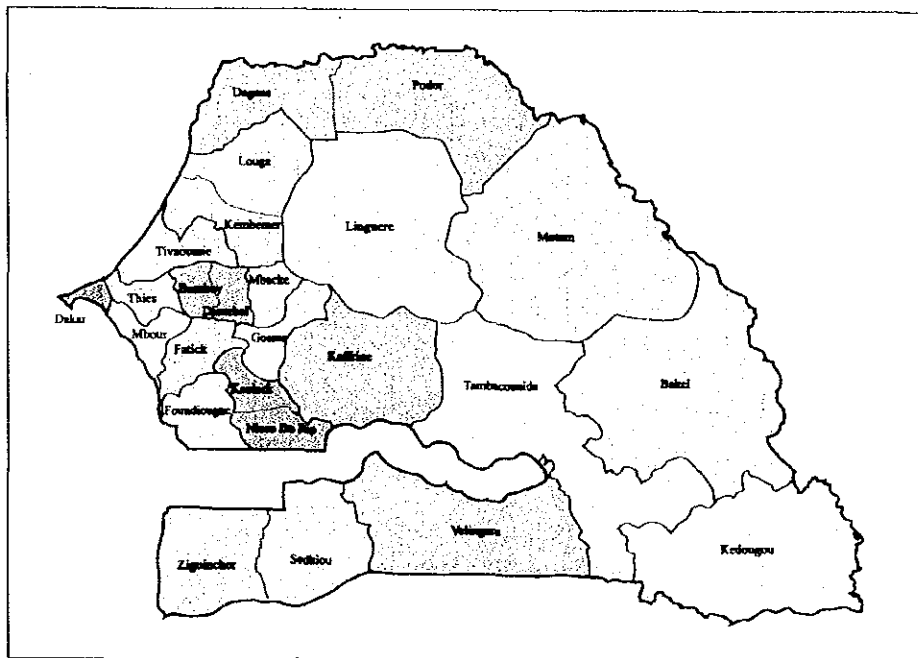 Podor
Dagana
Louga
Linguere
Kembemer
Matam
Tivaouane
Mbacke
Thies
Bambey
Diourbel
Dakar
Mbour
Fatick
Gossas
Kaffrine
Tambacounda
Bakel
Kaolack
Foundiougne
Nioro Du Rip
Velingara
Kedougou
Ziguinchor
Sedhiou